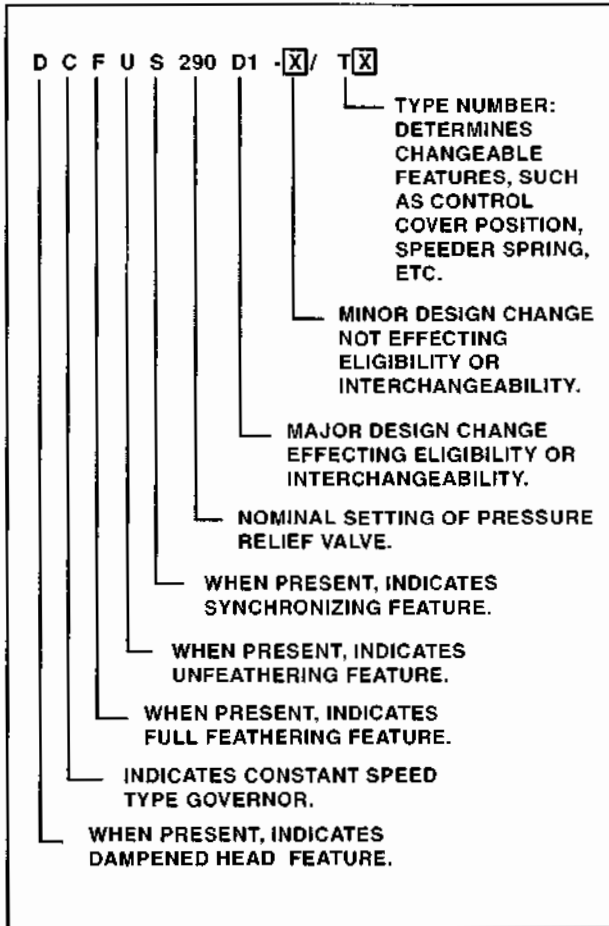 D C F U S 290 D1 -X/ TX
TYPE NUMBER:
DETERMINES
CHANGEABLE
FEATURES, SUCH
AS CONTROL
COVER POSITION,
SPEEDER SPRING,
ETC.
MINOR DESIGN CHANGE
NOT EFFECTING
ELIGIBILITY OR
INTERCHANGEABILITY.
MAJOR DESIGN CHANGE
EFFECTING ELIGIBILITY OR
INTERCHANGEABILITY.
NOMINAL SETTING OF PRESSURE
RELIEF VALVE.
WHEN PRESENT, INDICATES
SYNCHRONIZING FEATURE.
WHEN PRESENT, INDICATES
UNFEATHERING FEATURE.
WHEN PRESENT, INDICATES
FULL FEATHERING FEATURE.
INDICATES CONSTANT SPEED
TYPE GOVERNOR.
WHEN PRESENT, INDICATES
DAMPENED HEAD FEATURE.